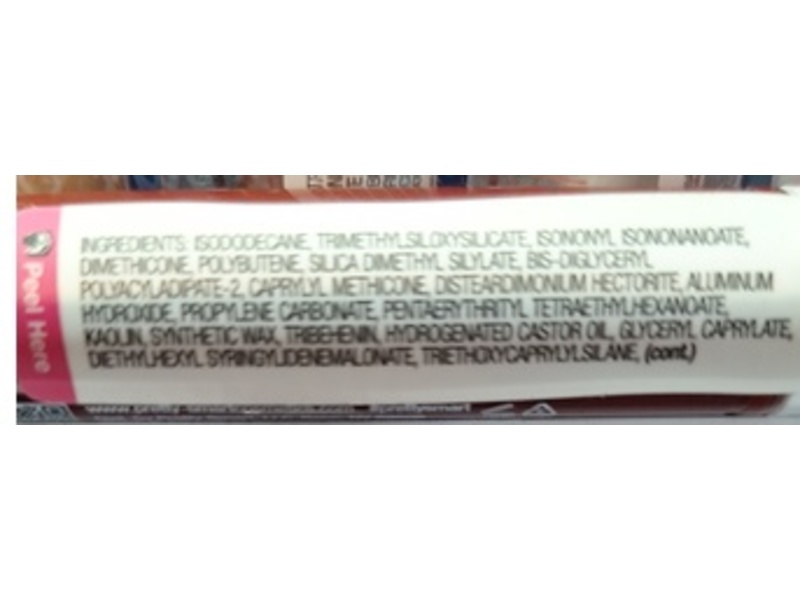 INGREDIENTS: ISODODECANE, TRIMETHYLSILOXYSILICATE, ISONONYL ISONONANOATE,
DIMETHICONE, POLYBUTENE, SILICA DIMETHYL SILYLATE, BIS-DIGLYCERYL
POLYACYLADIPATE-2, CAPRYLYL METHICONE, DISTEARDIMONIUM HECTORITE, ALUMINUM
HYDROXIDE, PROPYLENE CARBONATE, PENTAERYTHRITYL TETRAETHYLHEXANOATE,
KAOLIN, SYNTHETIC WAX, TRIBEHENIN, HYDROGENATED CASTOR OIL, GLYCERYL CAPRYLATE,
DIETHYLHEXYL SYRINGYLIDENEMALONATE, TRIETHOXYCAPRYLYLSILANE, (cont.)
Peel Here